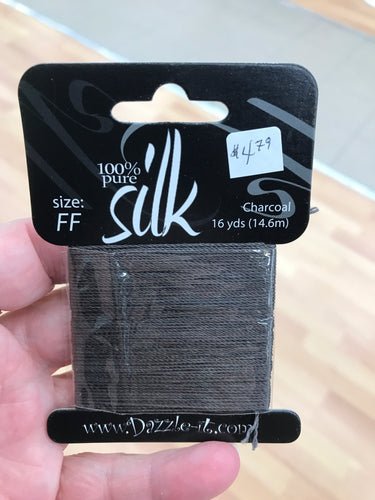 $4.79
100%
pure
silk
size:
FF
Charcoal
16 yds (14.6m)
www.Dazzle-it.com